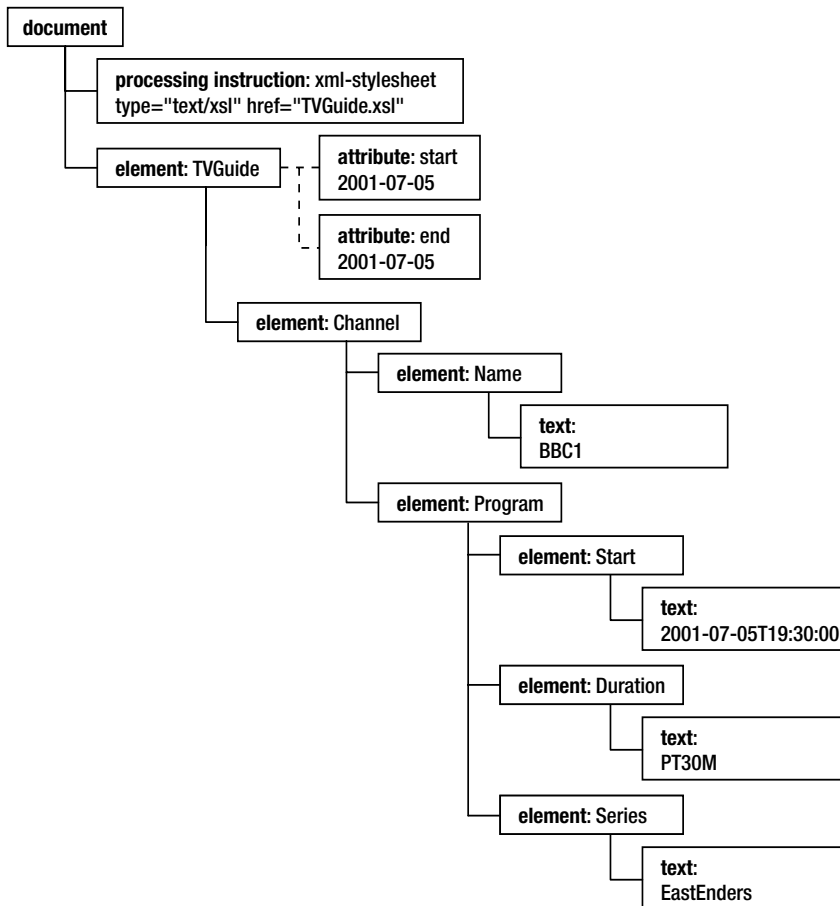 document
processing instruction: xml-stylesheet
type="text/xsl" href="TVGuide.xsl"
element: TVGuide
attribute: start
2001-07-05
attribute: end
2001-07-05
element: Channel
element: Name
text:
BBC1
element: Program
element: Start
text:
2001-07-05T19:30:00
element: Duration
text:
PT30M
element: Series
text:
EastEnders